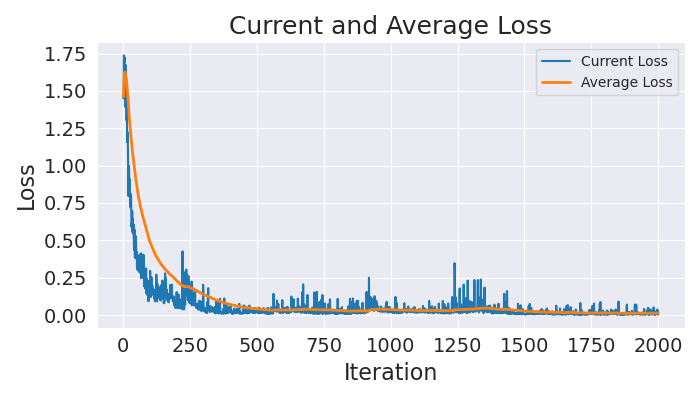 Current and Average Loss
1.75
1.50
1.25
1.00
0.75
0.50
0.25
0.00
Loss
Current Loss
Average Loss
0 250 500 750 1000 1250 1500 1750 2000
Iteration